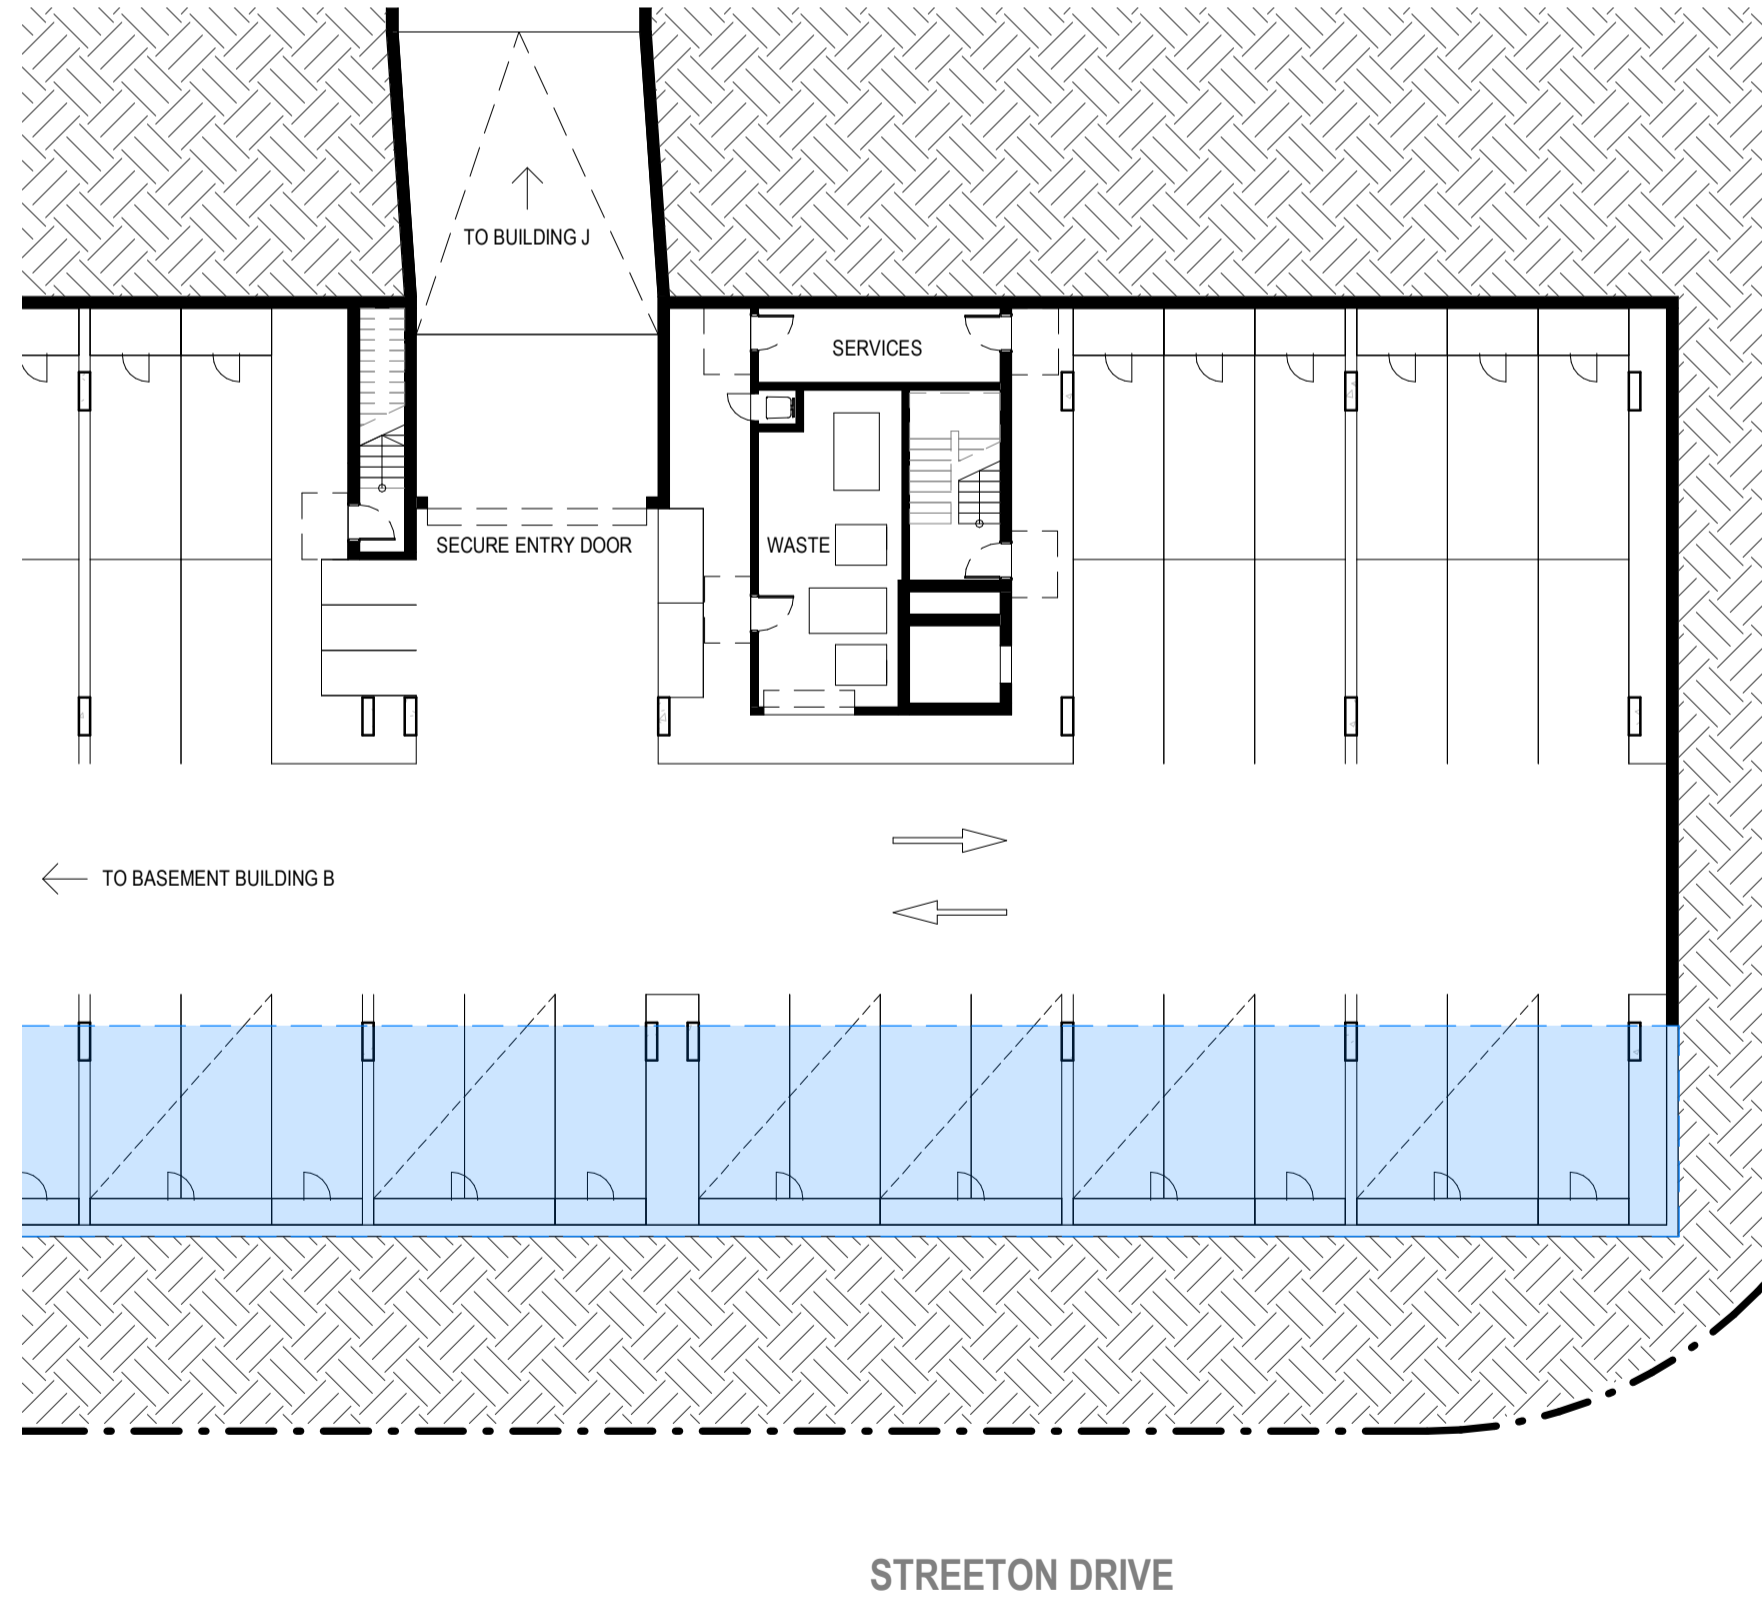 TO BUILDING J
SERVICES
SECURE ENTRY DOOR
WASTE
TO BASEMENT BUILDING B
STREETON DRIVE